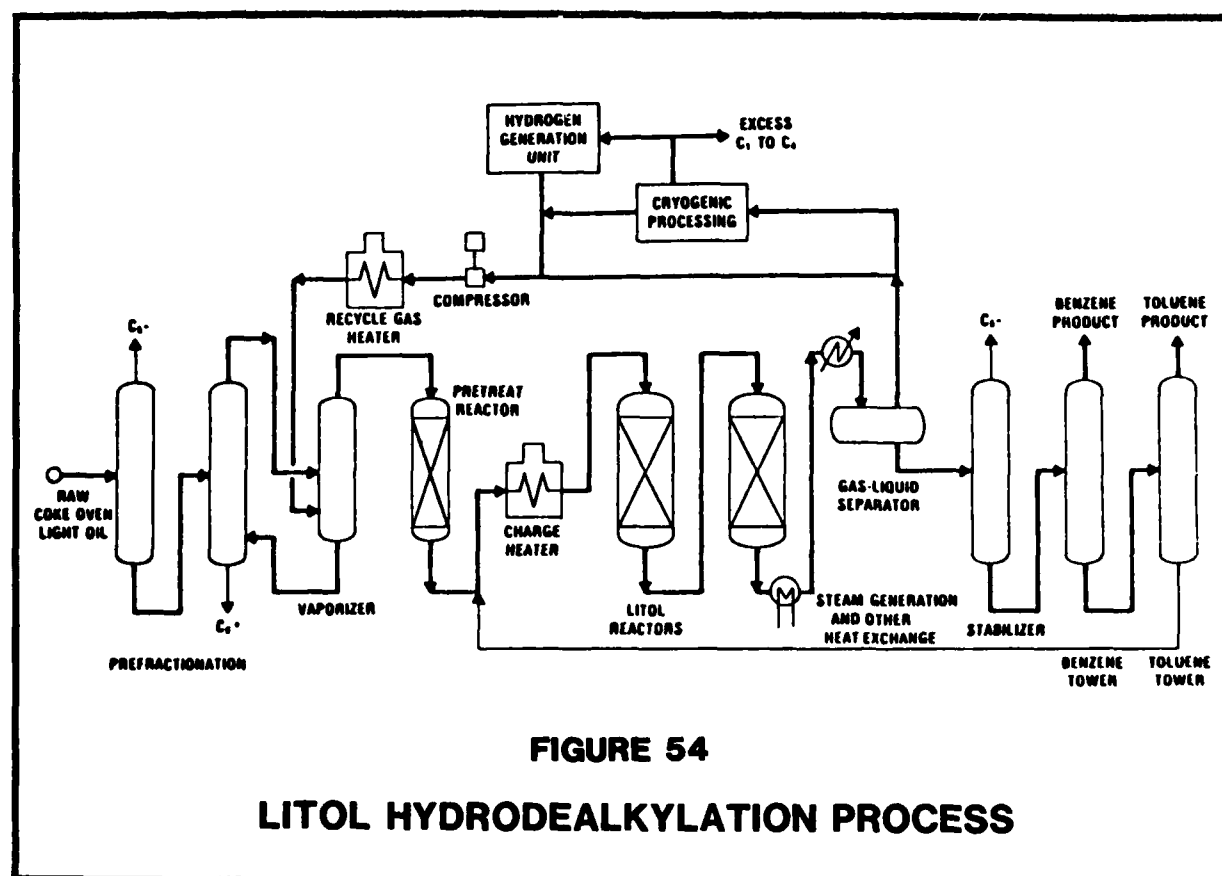 HYDROGEN
GENERATION
UNIT
EXCESS
C₁ TO C₄
CRYOGENIC
PROCESSING
COMPRESSOR
RECYCLE GAS
HEATER
C₅-
PRETREAT
REACTOR
C₅-
BENZENE
PRODUCT
TOLUENE
PRODUCT
RAW
COKE OVEN
LIGHT OIL
GAS-LIQUID
SEPARATOR
CHARGE
HEATER
VAPORIZER
C₉+
LITOL
REACTORS
STEAM GENERATION
AND OTHER
HEAT EXCHANGE
STABILIZER
PREFRACTIONATION
BENZENE
TOWER
TOLUENE
TOWER
FIGURE 54
LITOL HYDRODEALKYLATION PROCESS